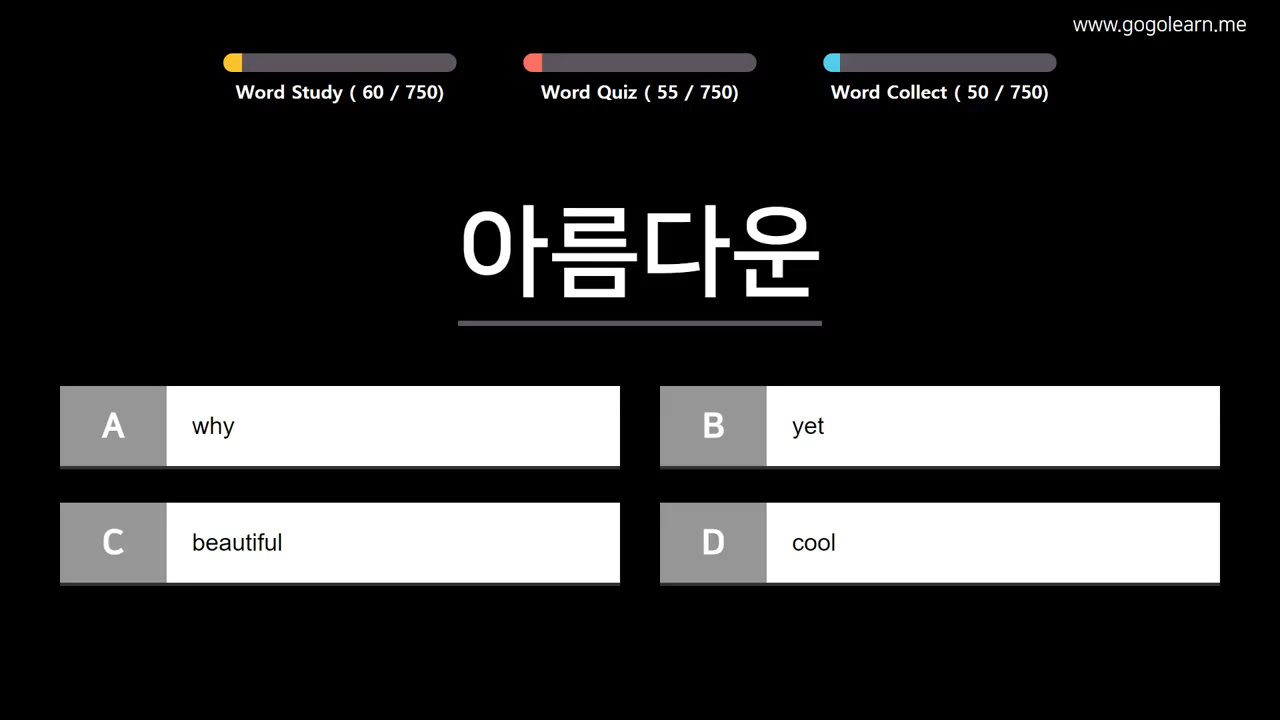 www.gogolearn.me
Word Study ( 60 / 750)
Word Quiz ( 55 / 750)
Word Collect ( 50 / 750)
아름다운
A why
B yet
C beautiful
D cool